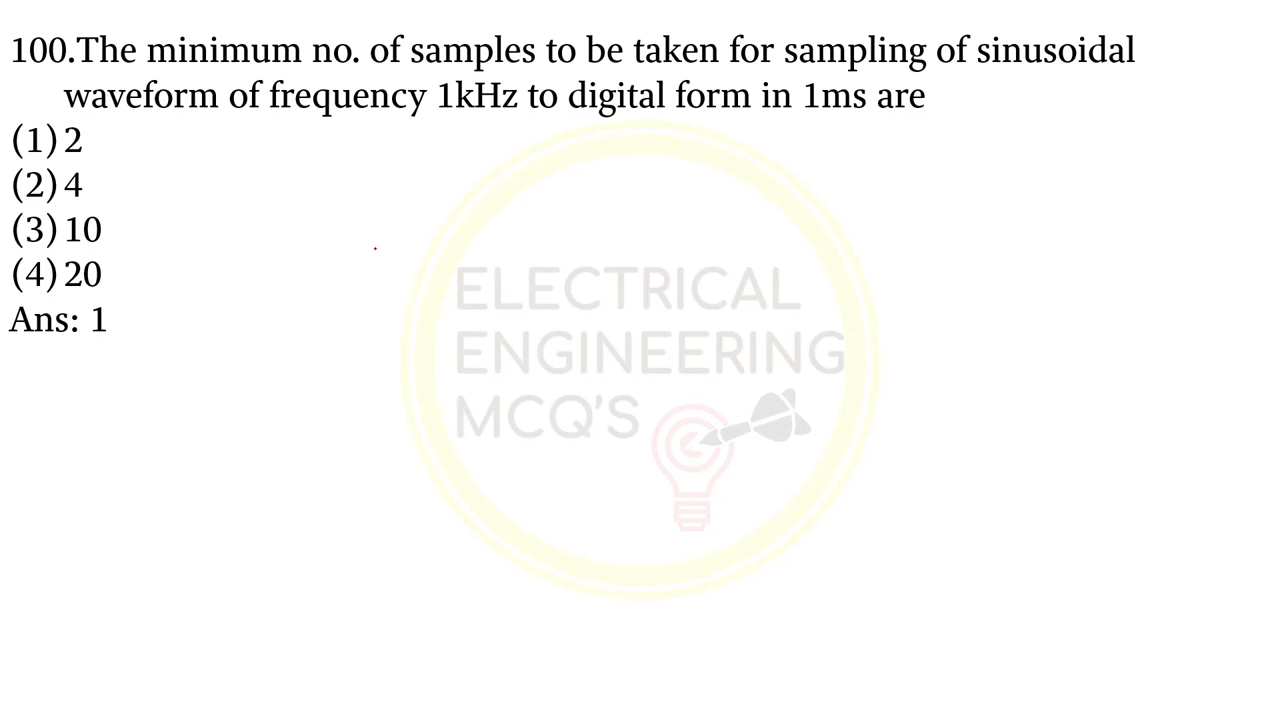 100.The minimum no. of samples to be taken for sampling of sinusoidal
waveform of frequency 1kHz to digital form in 1ms are
(1) 2
(2) 4
(3) 10
(4) 20
Ans: 1
ELECTRICAL
ENGINEERING
MCQ'S